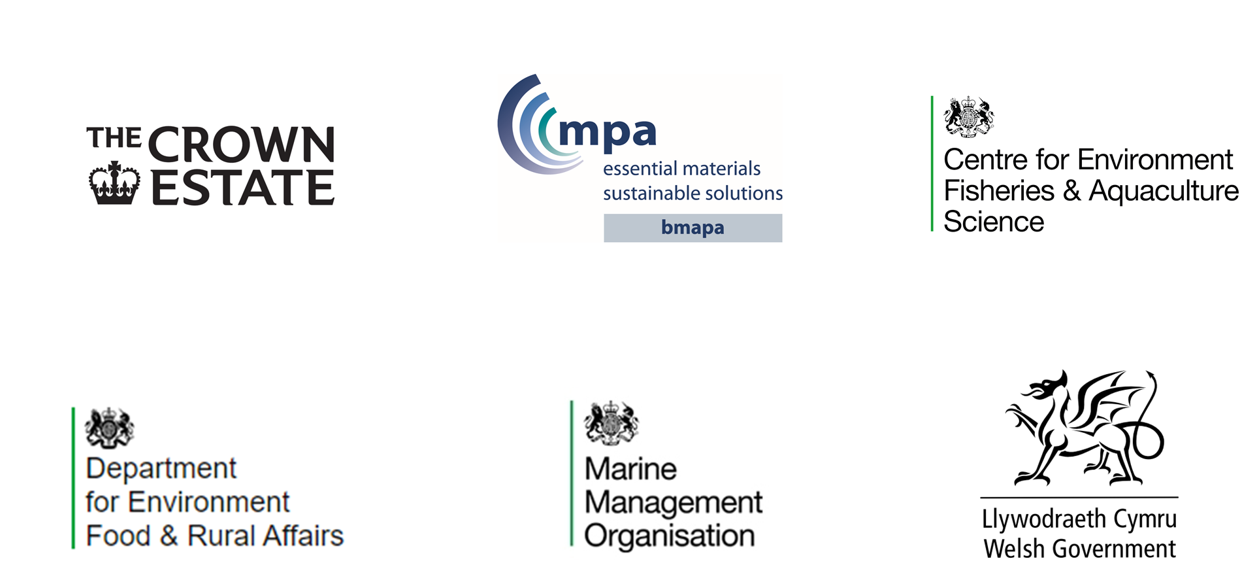 THE CROWN
ESTATE
mpa
essential materials
sustainable solutions
bmapa
Centre for Environment
Fisheries & Aquaculture
Science
Department
for Environment
Food & Rural Affairs
Marine
Management
Organisation
Llywodraeth Cymru
Welsh Government